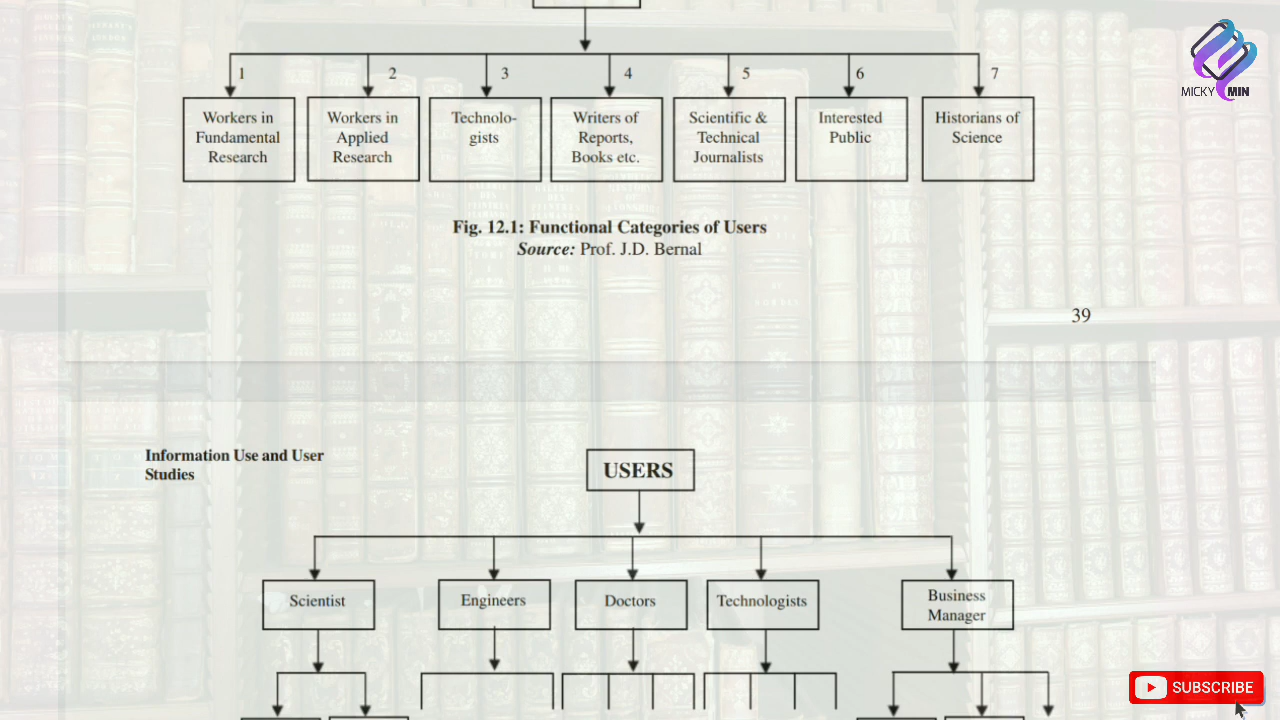 MICKY MIN
1 2 3 4 5 6 7
Workers in
Fundamental
Research
Workers in
Applied
Research
Technolo-
gists
Writers of
Reports,
Books etc.
Scientific &
Technical
Journalists
Interested
Public
Historians of
Science
Fig. 12.1: Functional Categories of Users
Source: Prof. J.D. Bernal
39
Information Use and User
Studies
USERS
Scientist
Engineers
Doctors
Technologists
Business
Manager
SUBSCRIBE